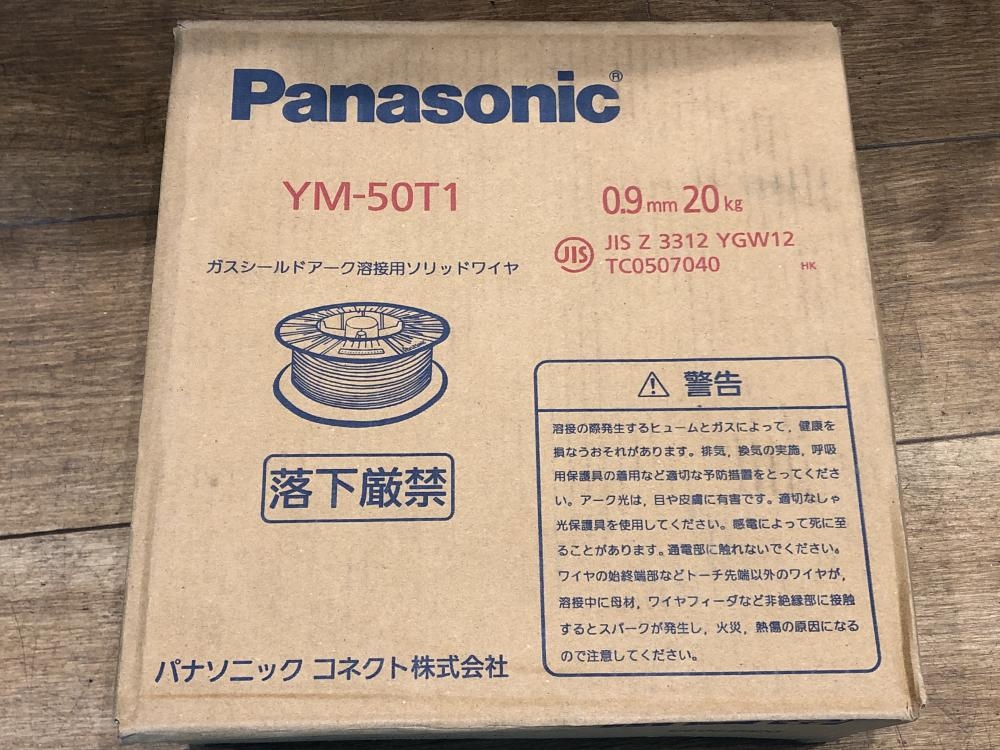 Panasonic®
YM-50T1
0.9mm 20kg
JIS JIS Z 3312 YGW12
TC0507040
HK
ガスシールドアーク溶接用ソリッドワイヤ
落下厳禁
⚠ 警告
溶接の際発生するヒュームとガスによって，健康を
損なうおそれがあります。排気，換気の実施，呼吸
用保護具の着用など適切な予防措置をとってくださ
い。アーク光は，目や皮膚に有害です。適切なしゃ
光保護具を使用してください。感電によって死に至
ることがあります。通電部に触れないでください。
ワイヤの始終端部などトーチ先端以外のワイヤが，
溶接中に母材，ワイヤフィーダなど非絶縁部に接触
するとスパークが発生し，火災，熱傷の原因になる
ので注意してください。
パナソニック コネクト株式会社